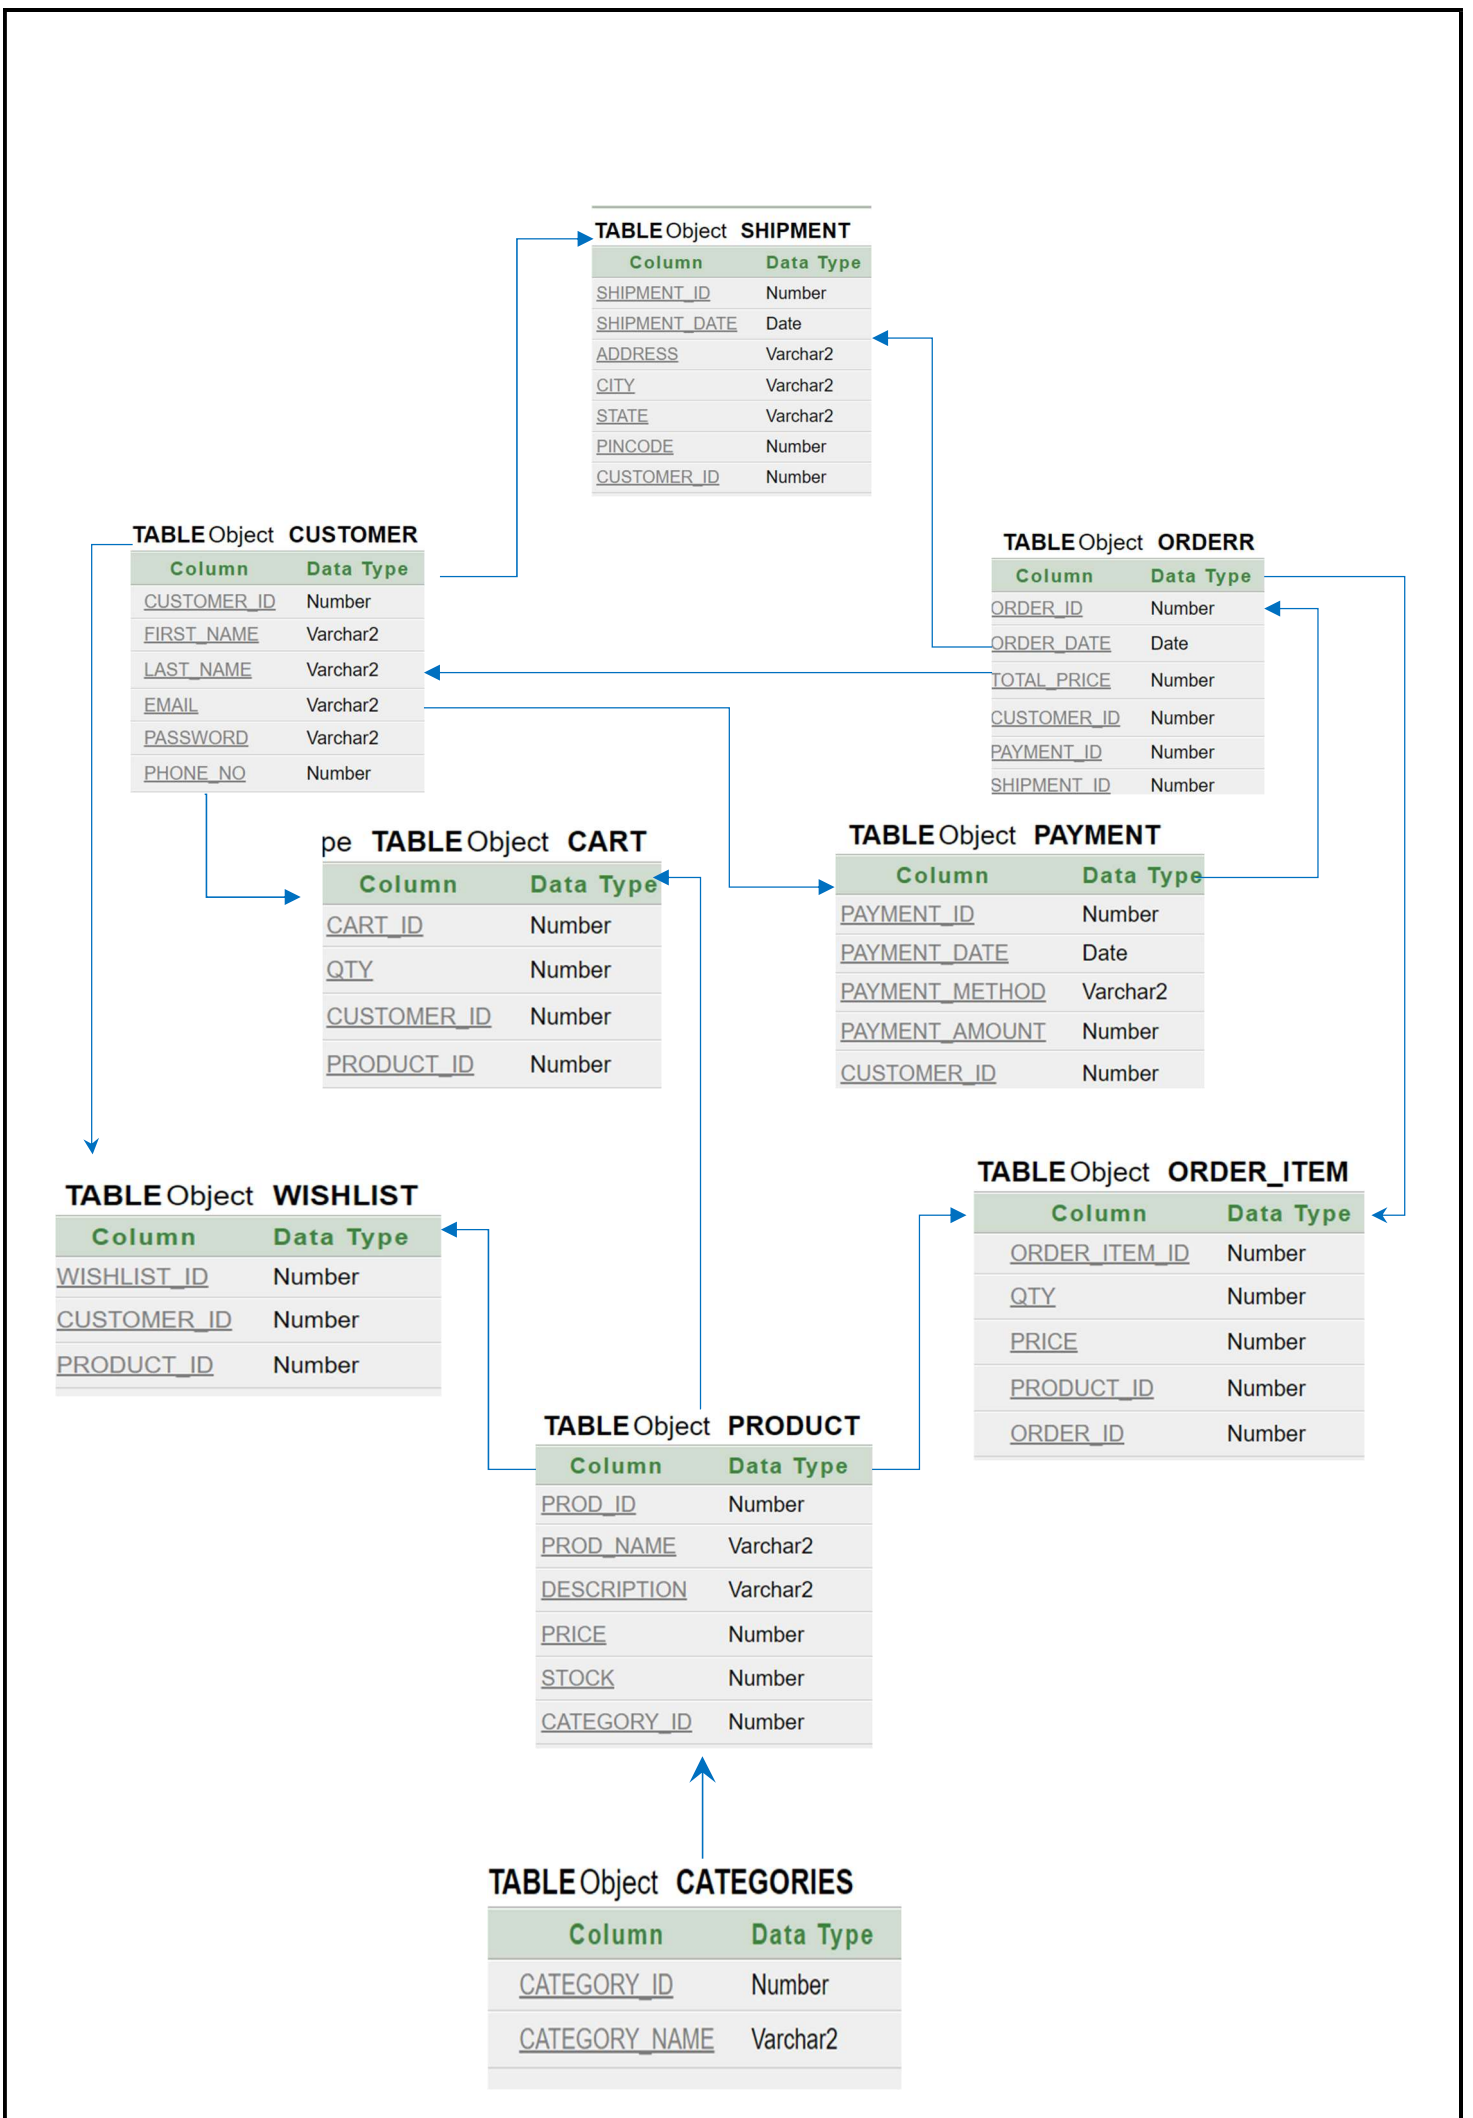 TABLE Object SHIPMENT
Column Data Type
SHIPMENT_ID Number
SHIPMENT_DATE Date
ADDRESS Varchar2
CITY Varchar2
STATE Varchar2
PINCODE Number
CUSTOMER_ID Number
TABLE Object CUSTOMER
Column Data Type
CUSTOMER_ID Number
FIRST_NAME Varchar2
LAST_NAME Varchar2
EMAIL Varchar2
PASSWORD Varchar2
PHONE_NO Number
TABLE Object ORDERR
Column Data Type
ORDER_ID Number
ORDER_DATE Date
TOTAL_PRICE Number
CUSTOMER_ID Number
PAYMENT_ID Number
SHIPMENT_ID Number
pe TABLE Object CART
Column Data Type
CART_ID Number
QTY Number
CUSTOMER_ID Number
PRODUCT_ID Number
TABLE Object PAYMENT
Column Data Type
PAYMENT_ID Number
PAYMENT_DATE Date
PAYMENT_METHOD Varchar2
PAYMENT_AMOUNT Number
CUSTOMER_ID Number
TABLE Object WISHLIST
Column Data Type
WISHLIST_ID Number
CUSTOMER_ID Number
PRODUCT_ID Number
TABLE Object ORDER_ITEM
Column Data Type
ORDER_ITEM_ID Number
QTY Number
PRICE Number
PRODUCT_ID Number
ORDER_ID Number
TABLE Object PRODUCT
Column Data Type
PROD_ID Number
PROD_NAME Varchar2
DESCRIPTION Varchar2
PRICE Number
STOCK Number
CATEGORY_ID Number
TABLE Object CATEGORIES
Column Data Type
CATEGORY_ID Number
CATEGORY_NAME Varchar2